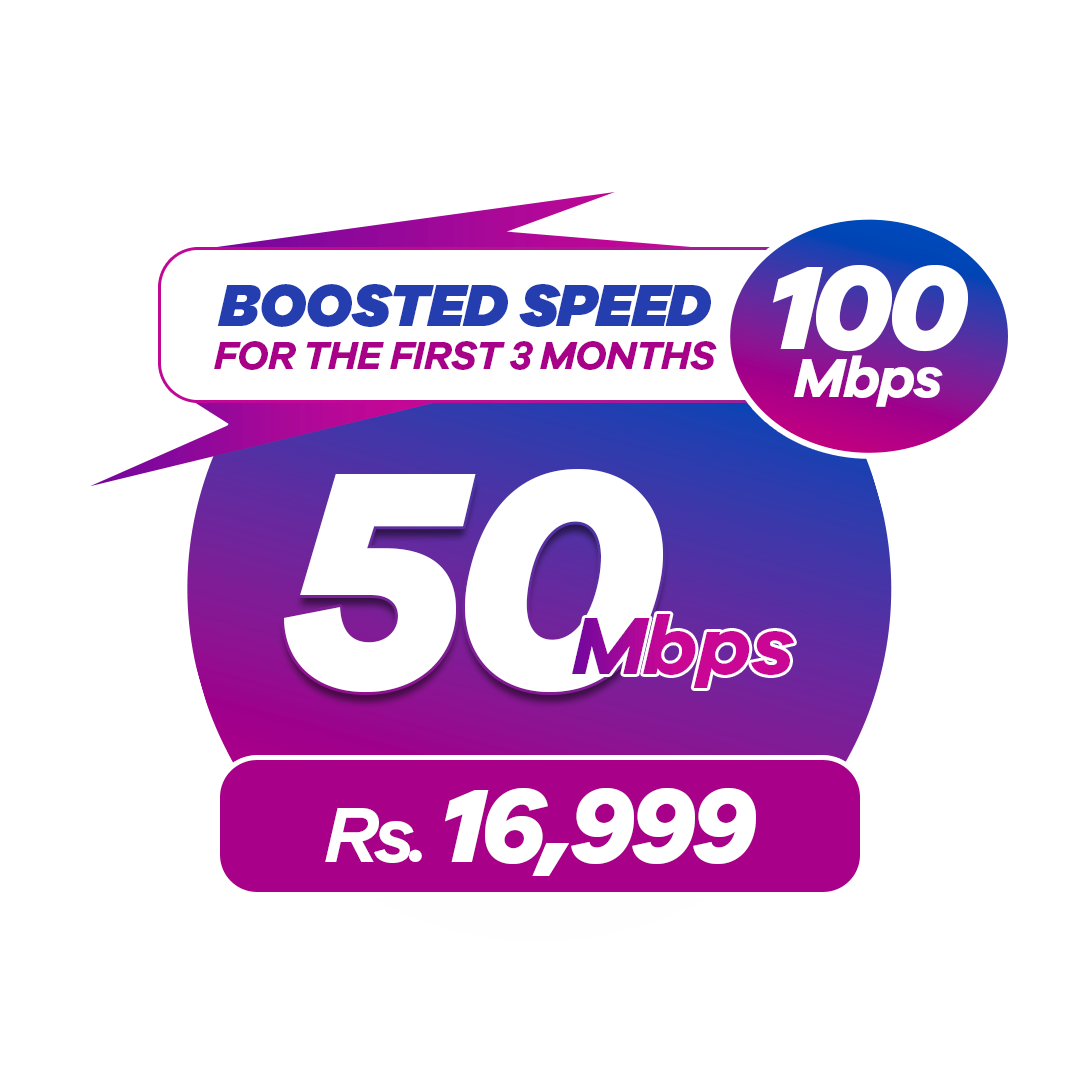 BOOSTED SPEED
FOR THE FIRST 3 MONTHS
100
Mbps
50
Mbps
Rs. 16,999